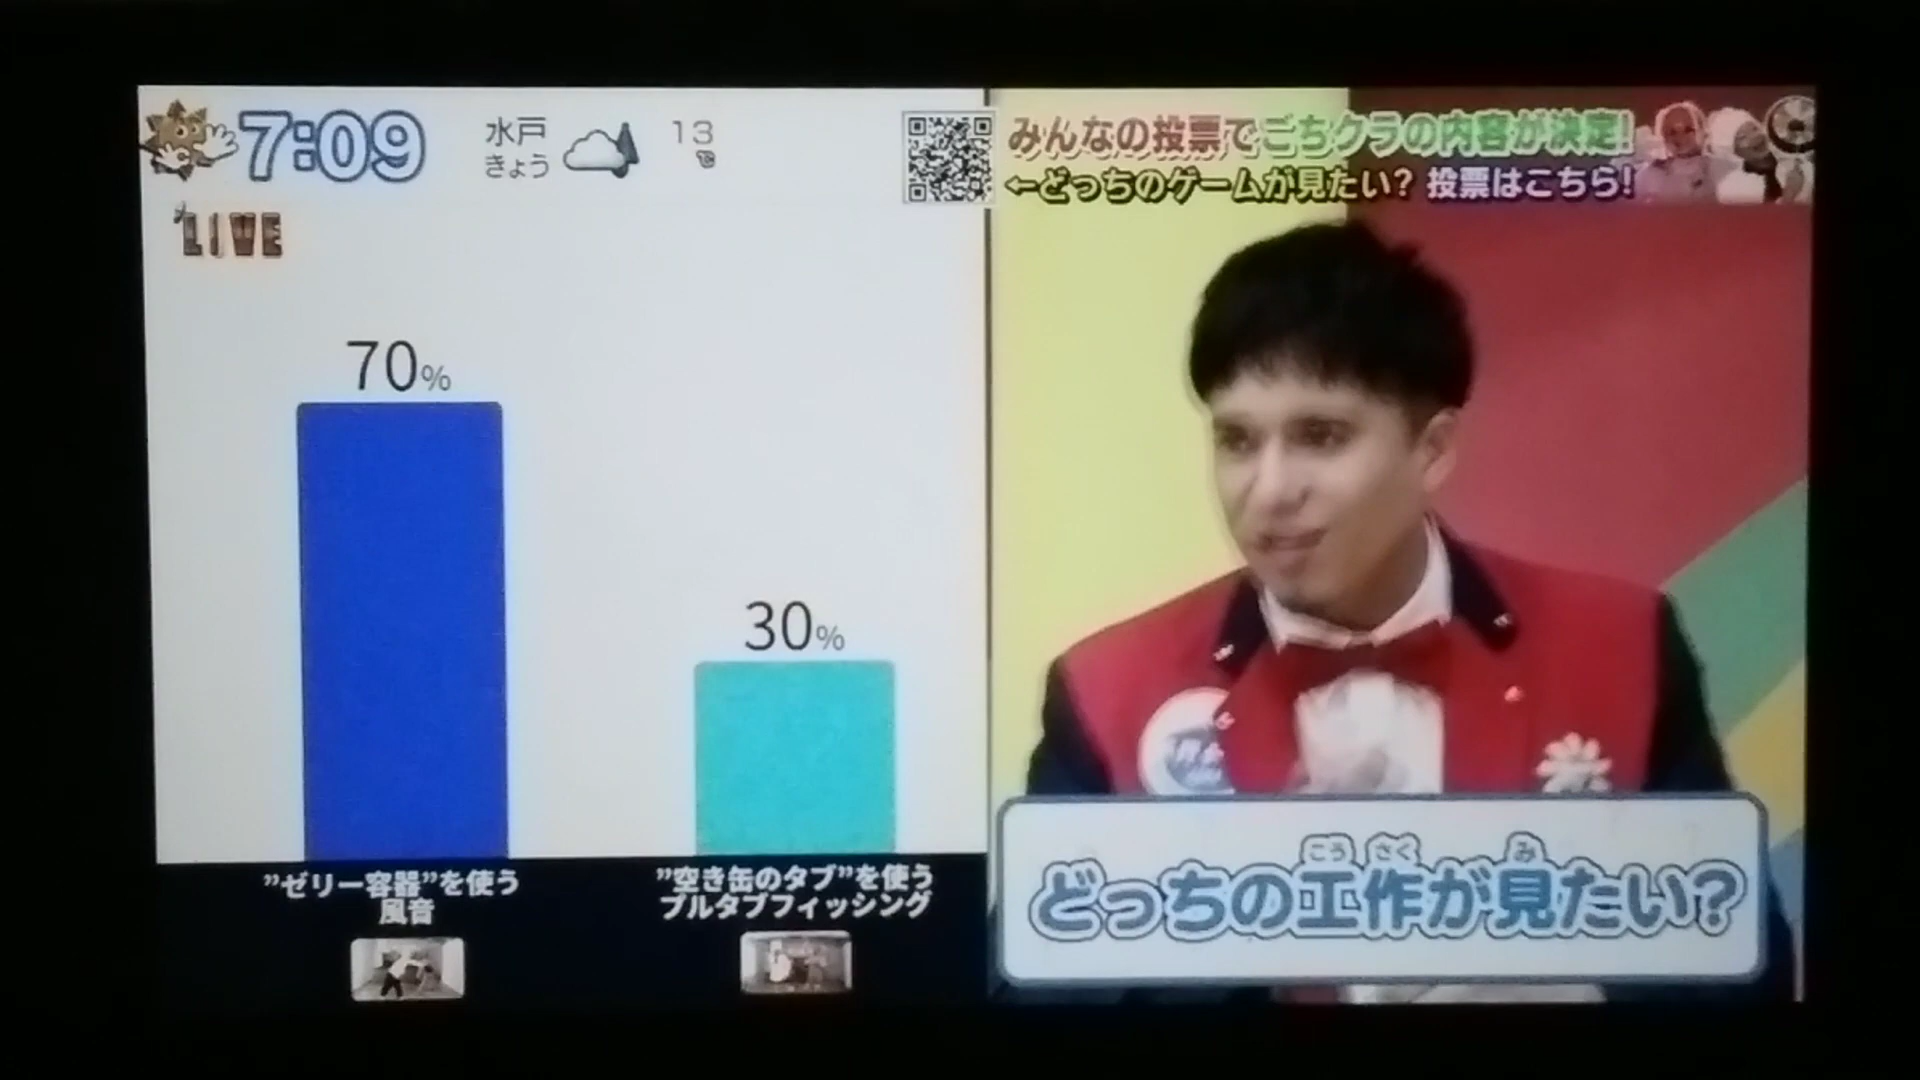 7:09
水戸
きょう
13
℃
LIVE
みんなの投票でごちクラの内容が決定!
←どっちのゲームが見たい? 投票はこちら!
70%
30%
"ゼリー容器"を使う
風音
"空き缶のタブ"を使う
プルタブフィッシング
こう さく み
どっちの工作が見たい?